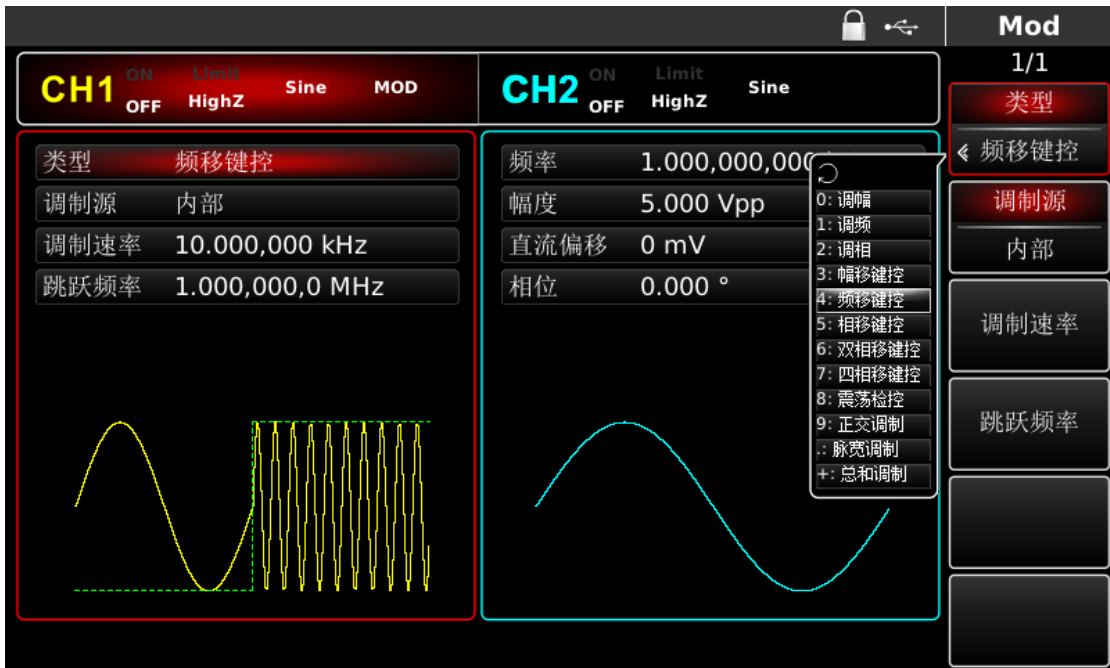 Mod
1/1
CH1 ON Limit Sine MOD
OFF HighZ
CH2 ON Limit Sine
OFF HighZ
类型 频移键控
调制源 内部
调制速率 10.000,000 kHz
跳跃频率 1.000,000,0 MHz
频率 1.000,000,000
幅度 5.000 Vpp
直流偏移 0 mV
相位 0.000 °
0: 调幅
1: 调频
2: 调相
3: 幅移键控
4: 频移键控
5: 相移键控
6: 双相移键控
7: 四相移键控
8: 震荡检控
9: 正交调制
.: 脉宽调制
+: 总和调制
类型
« 频移键控
调制源
内部
调制速率
跳跃频率